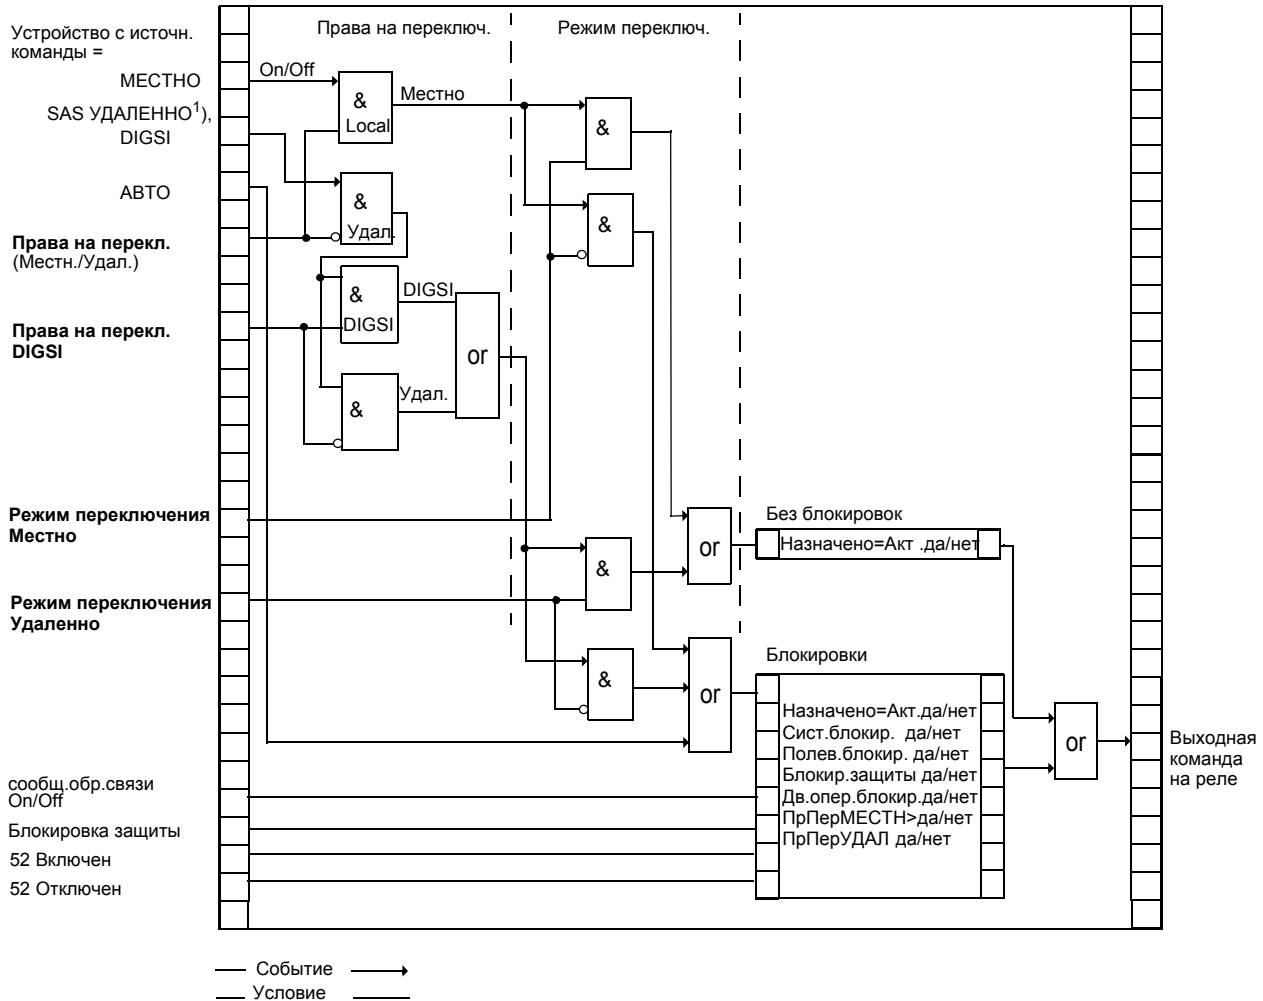 Права на переключ.
Режим переключ.
Устройство с источн.
команды =
МЕСТНО
SAS УДАЛЕННО1),
DIGSI
АВТО
Права на перекл.
(Местн./Удал.)
Права на перекл.
DIGSI
Режим переключения
Местно
Режим переключения
Удаленно
сообщ.обр.связи
On/Off
Блокировка защиты
52 Включен
52 Отключен
On/Off
&
Local
Местно
&
Удал.
&
DIGSI
DIGSI
&
Удал.
or
&
&
&
&
or
or
Без блокировок
Назначено=Акт .да/нет
Блокировки
Назначено=Акт.да/нет
Сист.блокир. да/нет
Полев.блокир. да/нет
Блокир.защиты да/нет
Дв.опер.блокир.да/нет
ПрПерМЕСТН>да/нет
ПрПерУДАЛ да/нет
or
Выходная
команда
на реле
Событие
Условие